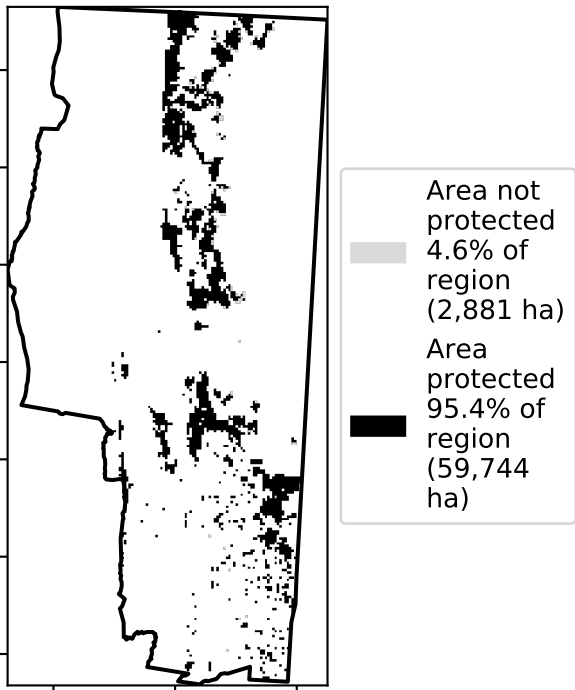 Area not
protected
4.6% of
region
(2,881 ha)
Area
protected
95.4% of
region
(59,744
ha)